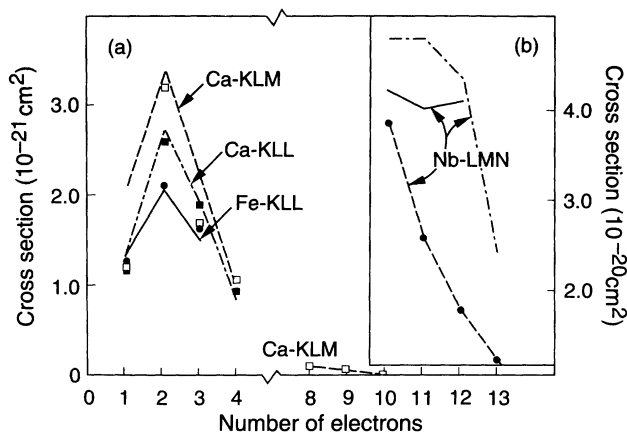 (a)
(b)
Cross section (10⁻²¹ cm²)
3.0
2.0
1.0
0
Ca-KLM
Ca-KLL
Fe-KLL
Ca-KLM
Nb-LMN
4.0
3.0
2.0
Cross section (10⁻²⁰cm²)
0 1 2 3 4 8 9 10 11 12 13
Number of electrons